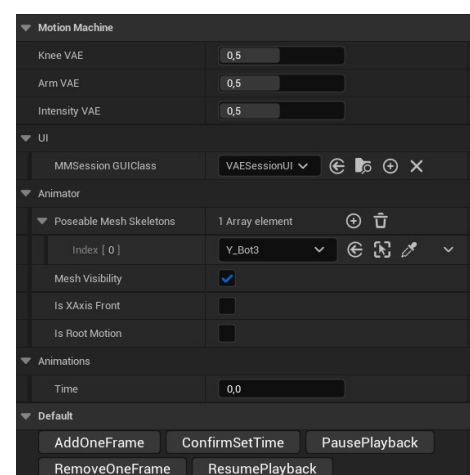 Motion Machine
Knee VAE 0,5
Arm VAE 0,5
Intensity VAE 0,5
UI
MMSession GUIClass VAESessionUI
Animator
Poseable Mesh Skeletons 1 Array element
Index [ 0 ] Y_Bot3
Mesh Visibility
Is XAxis Front
Is Root Motion
Animations
Time 0,0
Default
AddOneFrame ConfirmSetTime PausePlayback
RemoveOneFrame ResumePlayback